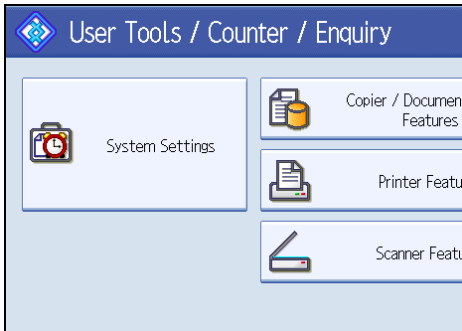 User Tools / Counter / Enquiry
System Settings
Copier / Documen
Features
Printer Featu
Scanner Featu